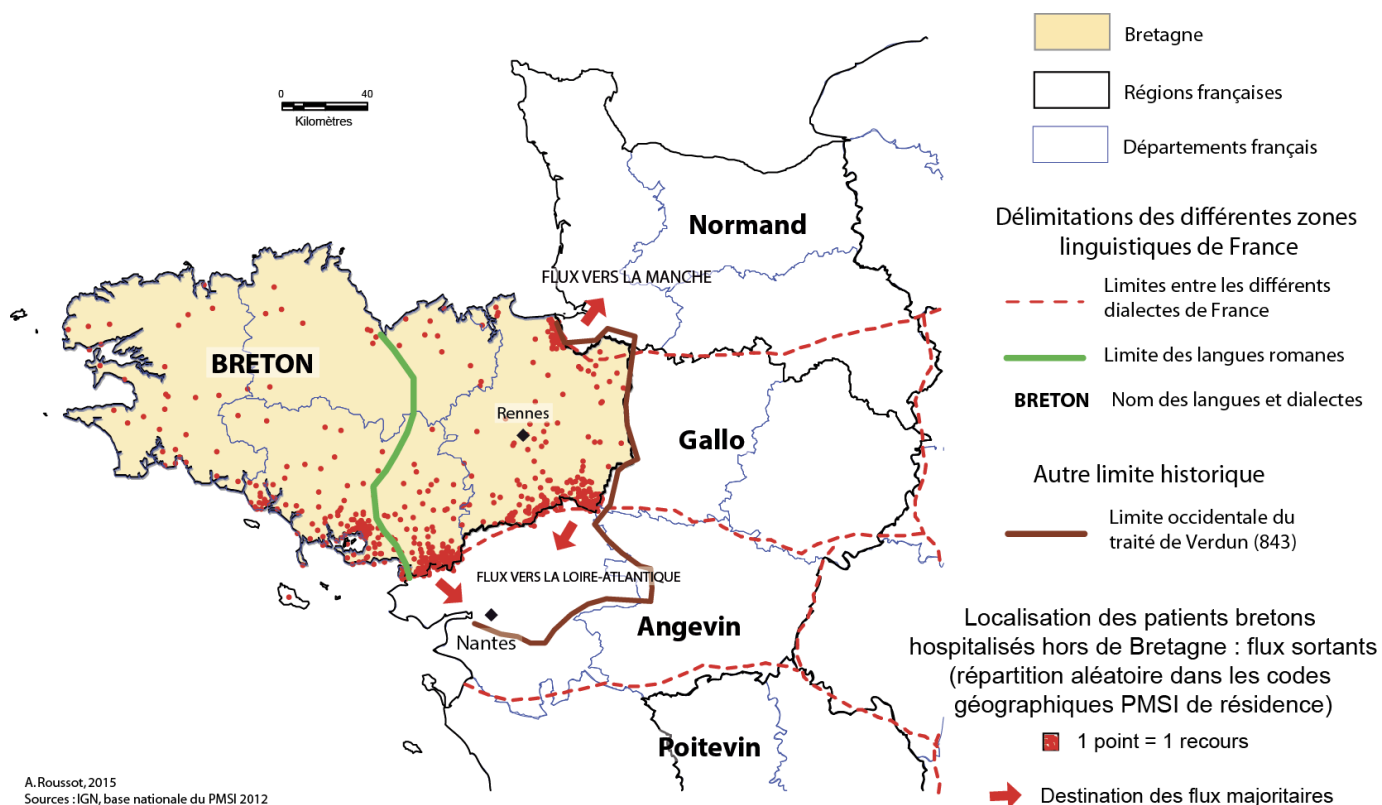 0 40
Kilomètres
Normand
FLUX VERS LA MANCHE
BRETON
Rennes
Gallo
FLUX VERS LA LOIRE-ATLANTIQUE
Nantes
Angevin
Poitevin
A. Roussot, 2015
Sources : IGN, base nationale du PMSI 2012
Bretagne
Régions françaises
Départements français
Délimitations des différentes zones
linguistiques de France
Limites entre les différents
dialectes de France
Limite des langues romanes
BRETON Nom des langues et dialectes
Autre limite historique
Limite occidentale du
traité de Verdun (843)
Localisation des patients bretons
hospitalisés hors de Bretagne : flux sortants
(répartition aléatoire dans les codes
géographiques PMSI de résidence)
1 point = 1 recours
Destination des flux majoritaires